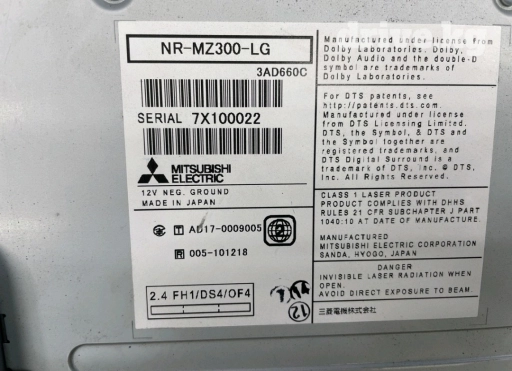 NR-MZ300-LG
3AD660C
SERIAL 7X100022
MITSUBISHI
ELECTRIC
12V NEG. GROUND
MADE IN JAPAN
T AD17-0009005
R 005-101218
2.4 FH1/DS4/OF4
12
Manufactured under license from
Dolby Laboratories. Dolby,
Dolby Audio and the double-D
symbol are trademarks of
Dolby Laboratories.
For DTS patents, see
http://patents.dts.com.
Manufactured under license from
DTS Licensing Limited.
DTS, the Symbol, & DTS and
the Symbol together are
registered trademarks, and
DTS Digital Surround is a
trademark of DTS, Inc. © DTS,
Inc. All Rights Reserved.
CLASS 1 LASER PRODUCT
PRODUCT COMPLIES WITH DHHS
RULES 21 CFR SUBCHAPTER J PART
1040:10 AT DATE OF MANUFACTURE.
MANUFACTURED
MITSUBISHI ELECTRIC CORPORATION
SANDA, HYOGO, JAPAN
DANGER
INVISIBLE LASER RADIATION WHEN
OPEN.
AVOID DIRECT EXPOSURE TO BEAM.
三菱電機株式会社